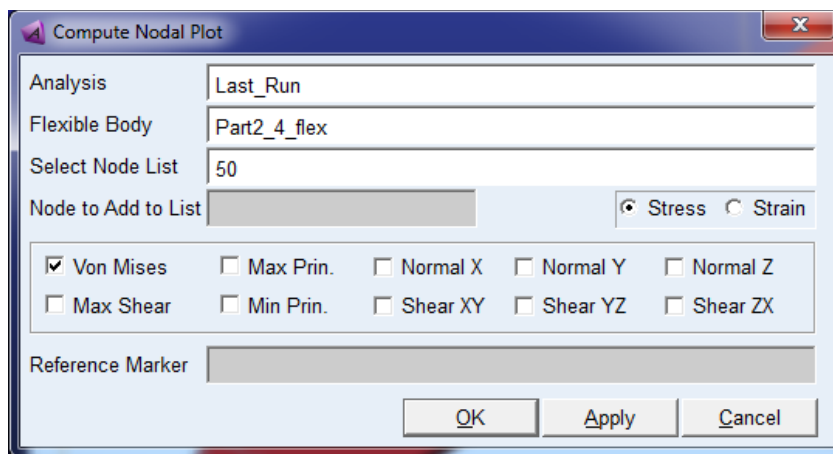 Compute Nodal Plot
Analysis Last_Run
Flexible Body Part2_4_flex
Select Node List 50
Node to Add to List Stress Strain
Von Mises Max Prin. Normal X Normal Y Normal Z
Max Shear Min Prin. Shear XY Shear YZ Shear ZX
Reference Marker
OK Apply Cancel